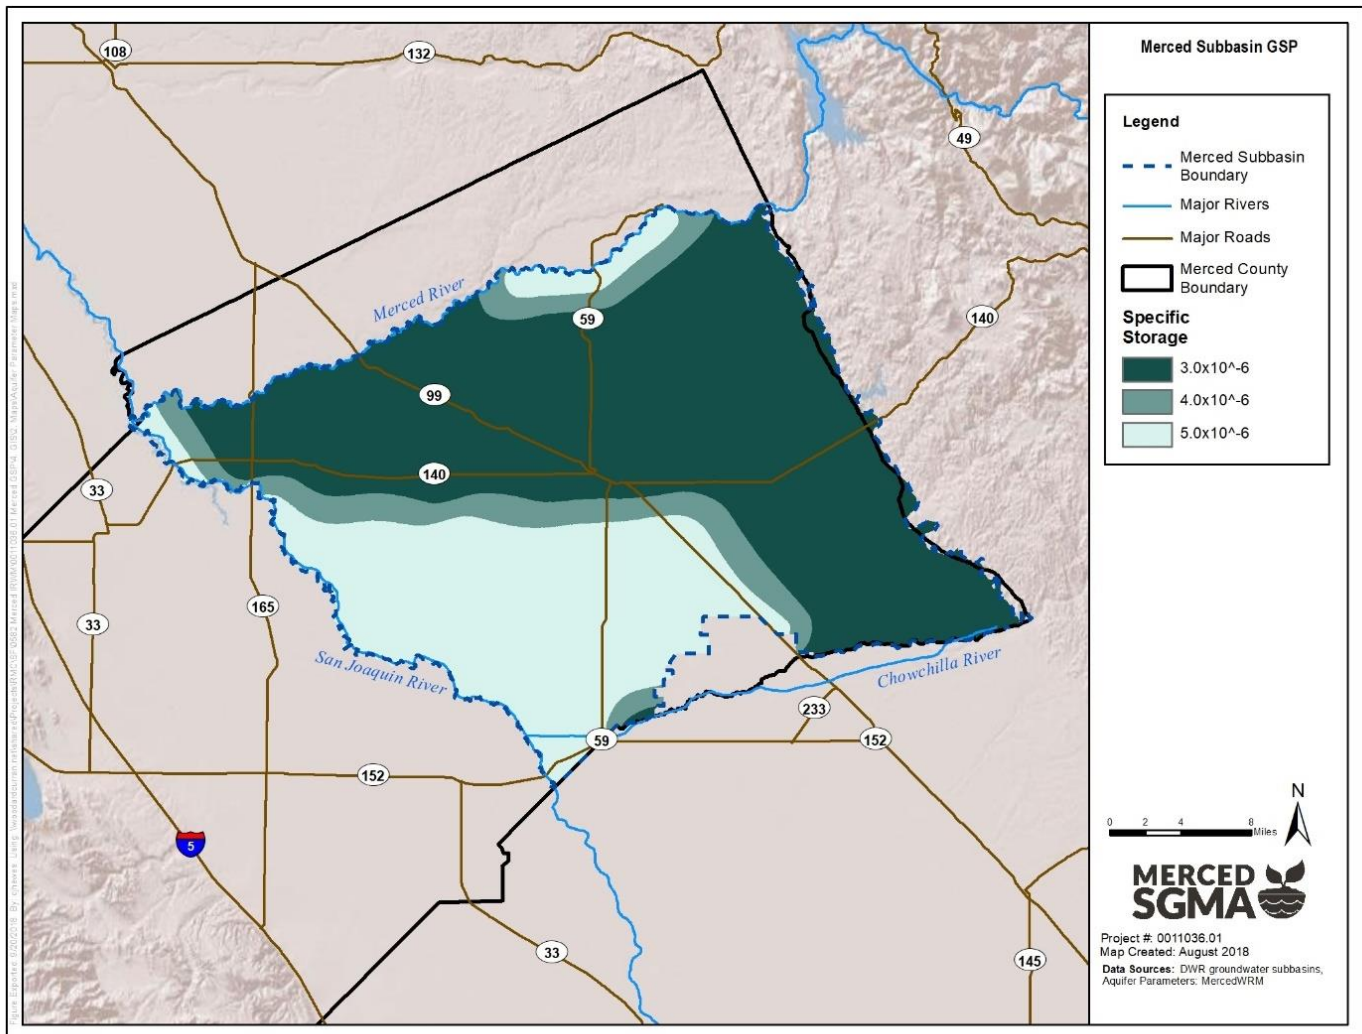 Merced Subbasin GSP
Legend
Merced Subbasin
Boundary
Major Rivers
Major Roads
Merced County
Boundary
Specific
Storage
3.0x10^-6
4.0x10^-6
5.0x10^-6
108
132
49
Merced River
59
140
99
140
33
165
33
San Joaquin River
Chowchilla River
233
59
152
152
5
33
145
N
0 2 4 8
Miles
MERCED
SGMA
Project #: 0011036.01
Map Created: August 2018
Data Sources: DWR groundwater subbasins,
Aquifer Parameters: MercedWRM